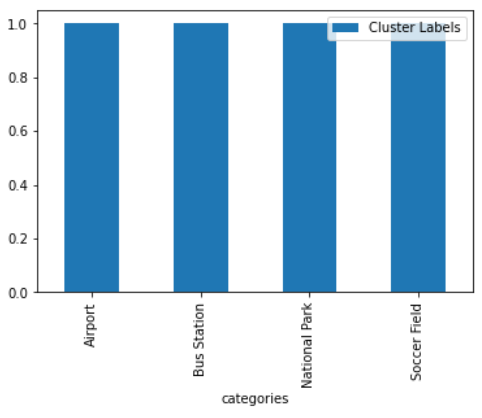 1.0
Cluster Labels
0.8
0.6
0.4
0.2
0.0
Airport
Bus Station
National Park
Soccer Field
categories